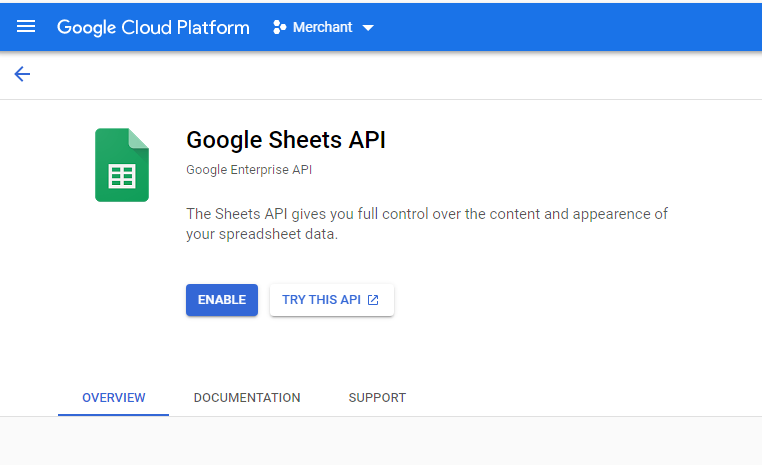 Google Cloud Platform
Merchant
Google Sheets API
Google Enterprise API
The Sheets API gives you full control over the content and appearence of
your spreadsheet data.
ENABLE
TRY THIS API
OVERVIEW
DOCUMENTATION
SUPPORT